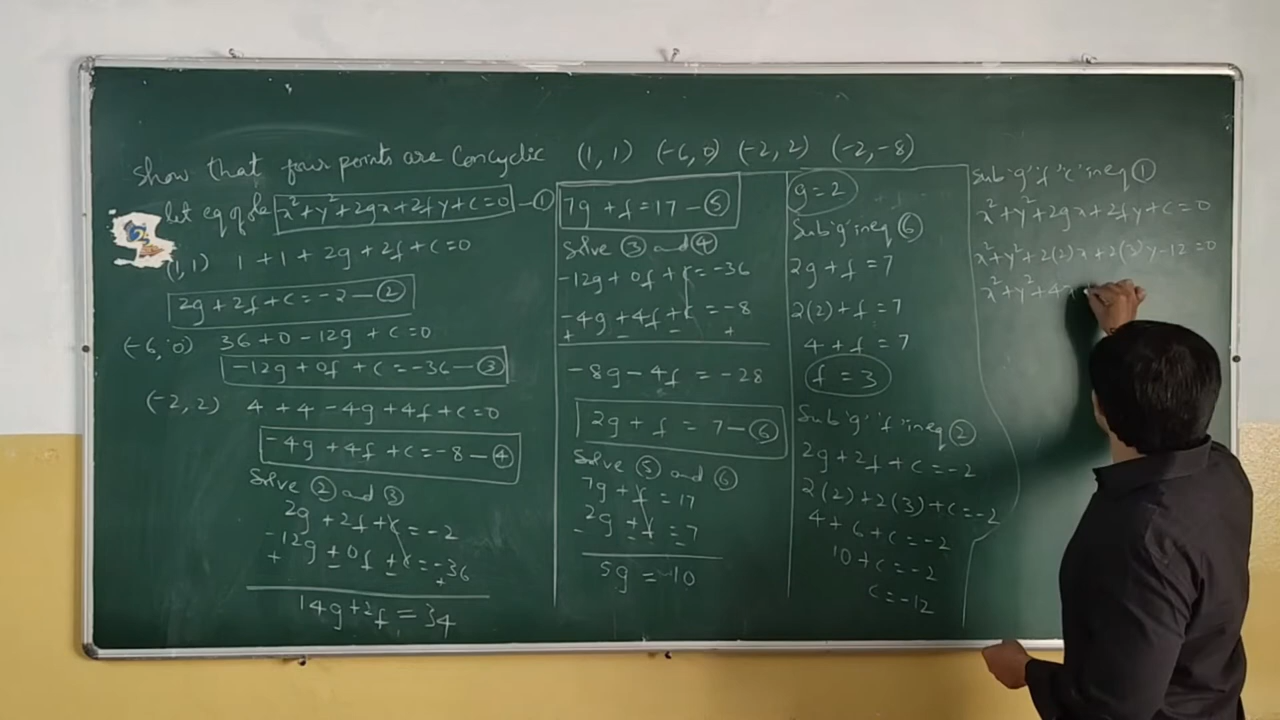 Show that four points are Concyclic (1, 1) (-6, 0) (-2, 2) (-2, -8)
let eq of be x²+y²+2gx+2fy+c=0 - ①
(1, 1) 1 + 1 + 2g + 2f + c = 0
2g + 2f + c = -2 - ②
(-6, 0) 36 + 0 - 12g + c = 0
-12g + 0f + c = -36 - ③
(-2, 2) 4 + 4 - 4g + 4f + c = 0
-4g + 4f + c = -8 - ④
Solve ② and ③
2g + 2f + c = -2
-12g + 0f + c = -36
+ - - +
14g + 2f = 34
7g + f = 17 - ⑤
Solve ③ and ④
-12g + 0f + c = -36
-4g + 4f + c = -8
+ - - +
-8g - 4f = -28
2g + f = 7 - ⑥
Solve ⑤ and ⑥
7g + f = 17
2g + f = 7
- - -
5g = 10
g = 2
Sub 'g' in eq ⑥
2g + f = 7
2(2) + f = 7
4 + f = 7
f = 3
Sub 'g' 'f' in eq ②
2g + 2f + c = -2
2(2) + 2(3) + c = -2
4 + 6 + c = -2
10 + c = -2
c = -12
Sub 'g' 'f' 'c' in eq ①
x² + y² + 2gx + 2fy + c = 0
x² + y² + 2(2)x + 2(3)y - 12 = 0
x² + y² + 4x